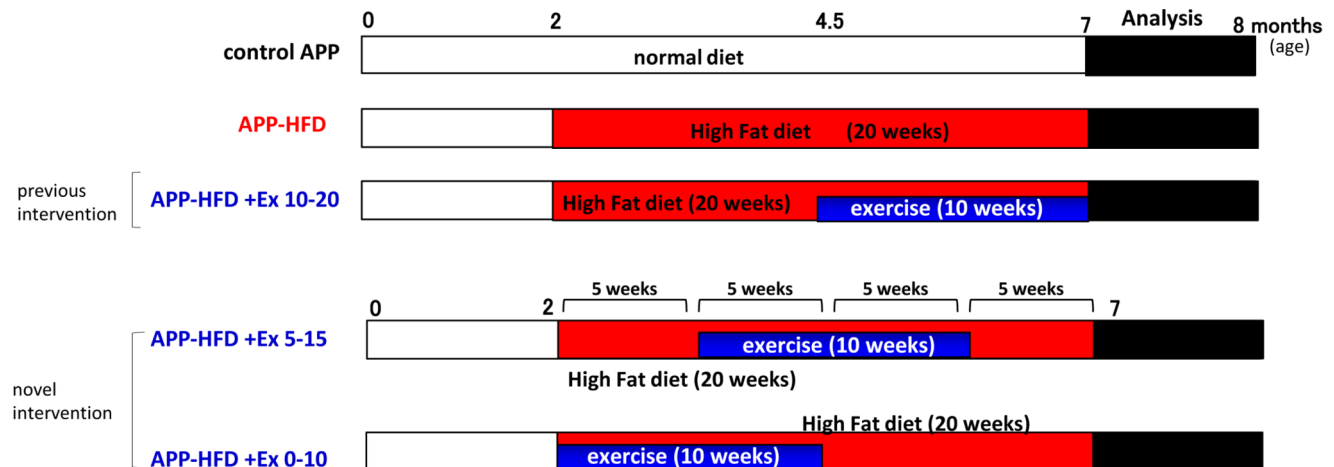 0 2 4.5 7 Analysis 8 months
(age)
control APP normal diet
APP-HFD High Fat diet (20 weeks)
previous
intervention
APP-HFD +Ex 10-20 High Fat diet (20 weeks) exercise (10 weeks)
5 weeks 5 weeks 5 weeks 5 weeks
0 2 7
APP-HFD +Ex 5-15 exercise (10 weeks)
High Fat diet (20 weeks)
novel
intervention
High Fat diet (20 weeks)
APP-HFD +Ex 0-10 exercise (10 weeks)